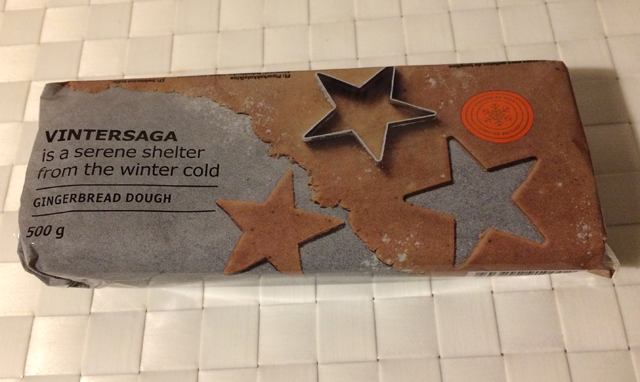 VINTERSAGA
is a serene shelter
from the winter cold
GINGERBREAD DOUGH
500 g